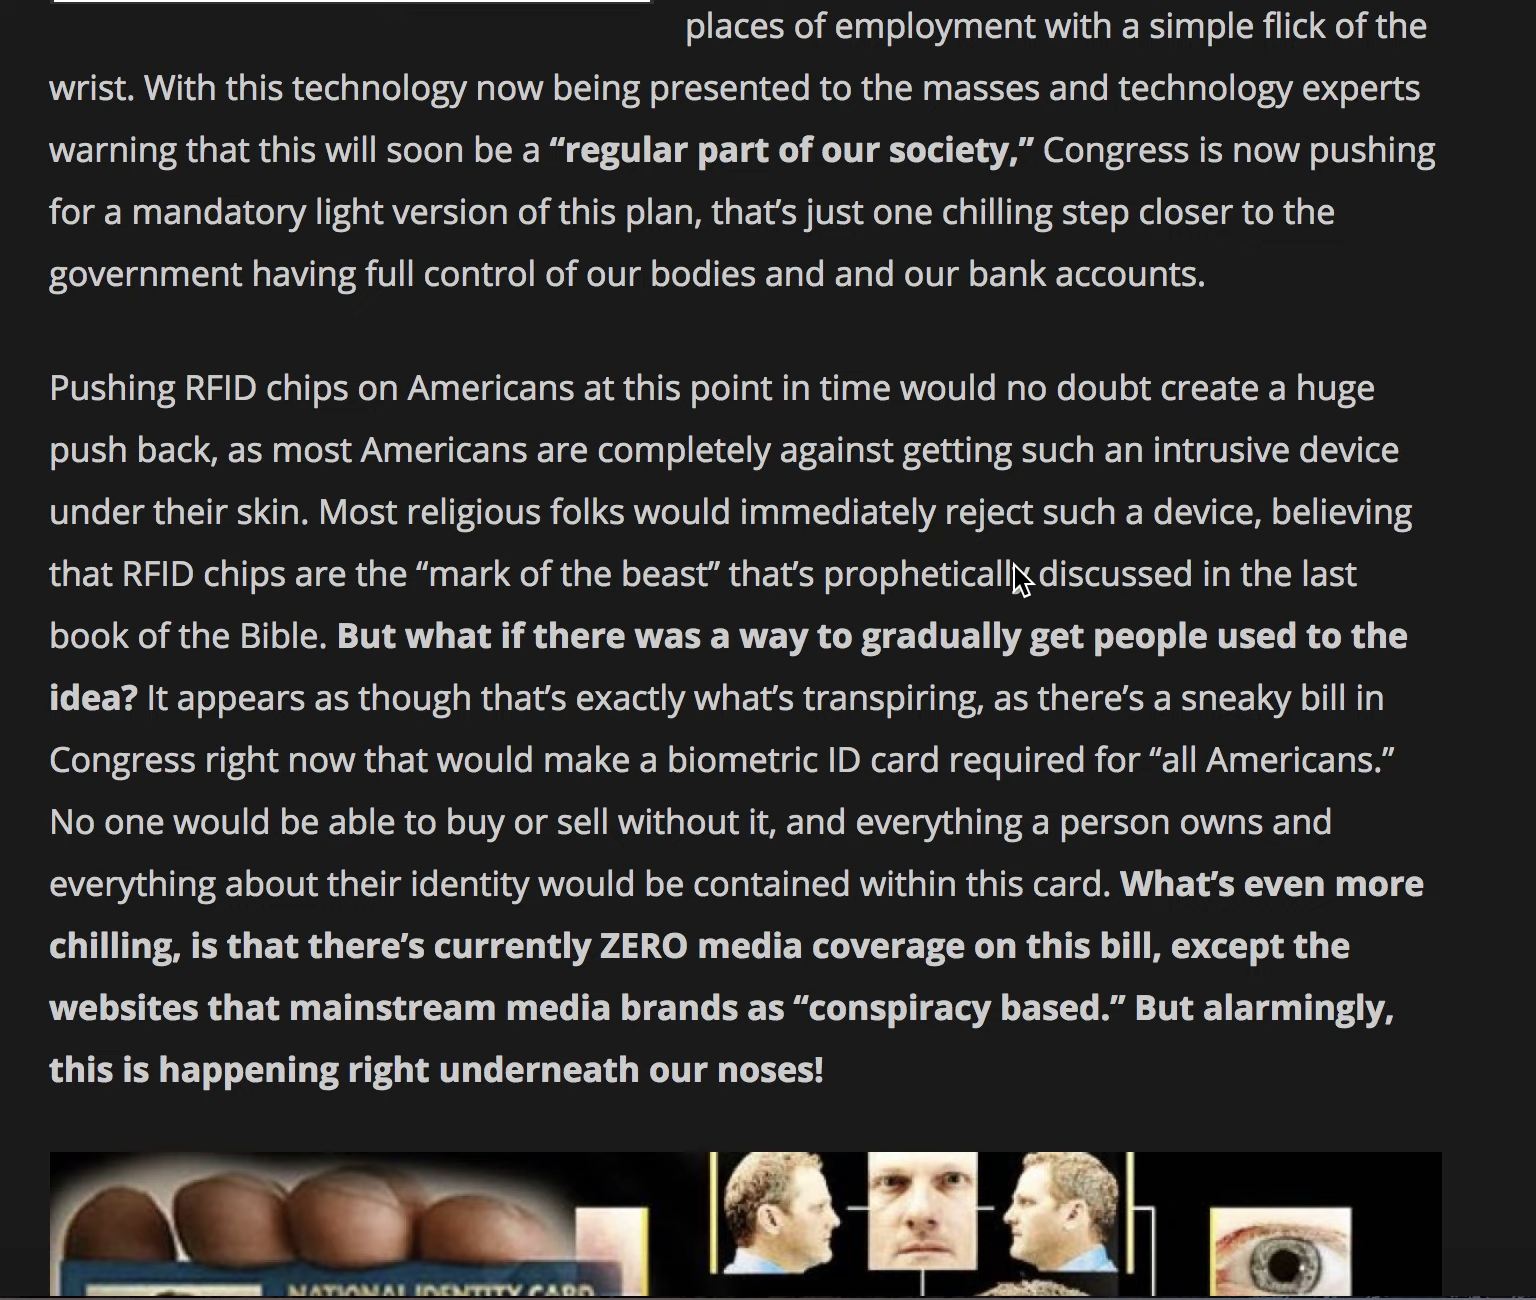 places of employment with a simple flick of the
wrist. With this technology now being presented to the masses and technology experts
warning that this will soon be a “regular part of our society,” Congress is now pushing
for a mandatory light version of this plan, that’s just one chilling step closer to the
government having full control of our bodies and and our bank accounts.
Pushing RFID chips on Americans at this point in time would no doubt create a huge
push back, as most Americans are completely against getting such an intrusive device
under their skin. Most religious folks would immediately reject such a device, believing
that RFID chips are the “mark of the beast” that’s prophetically discussed in the last
book of the Bible. But what if there was a way to gradually get people used to the
idea? It appears as though that’s exactly what’s transpiring, as there’s a sneaky bill in
Congress right now that would make a biometric ID card required for “all Americans.”
No one would be able to buy or sell without it, and everything a person owns and
everything about their identity would be contained within this card. What’s even more
chilling, is that there’s currently ZERO media coverage on this bill, except the
websites that mainstream media brands as “conspiracy based.” But alarmingly,
this is happening right underneath our noses!
NATIONAL IDENTITY CARD